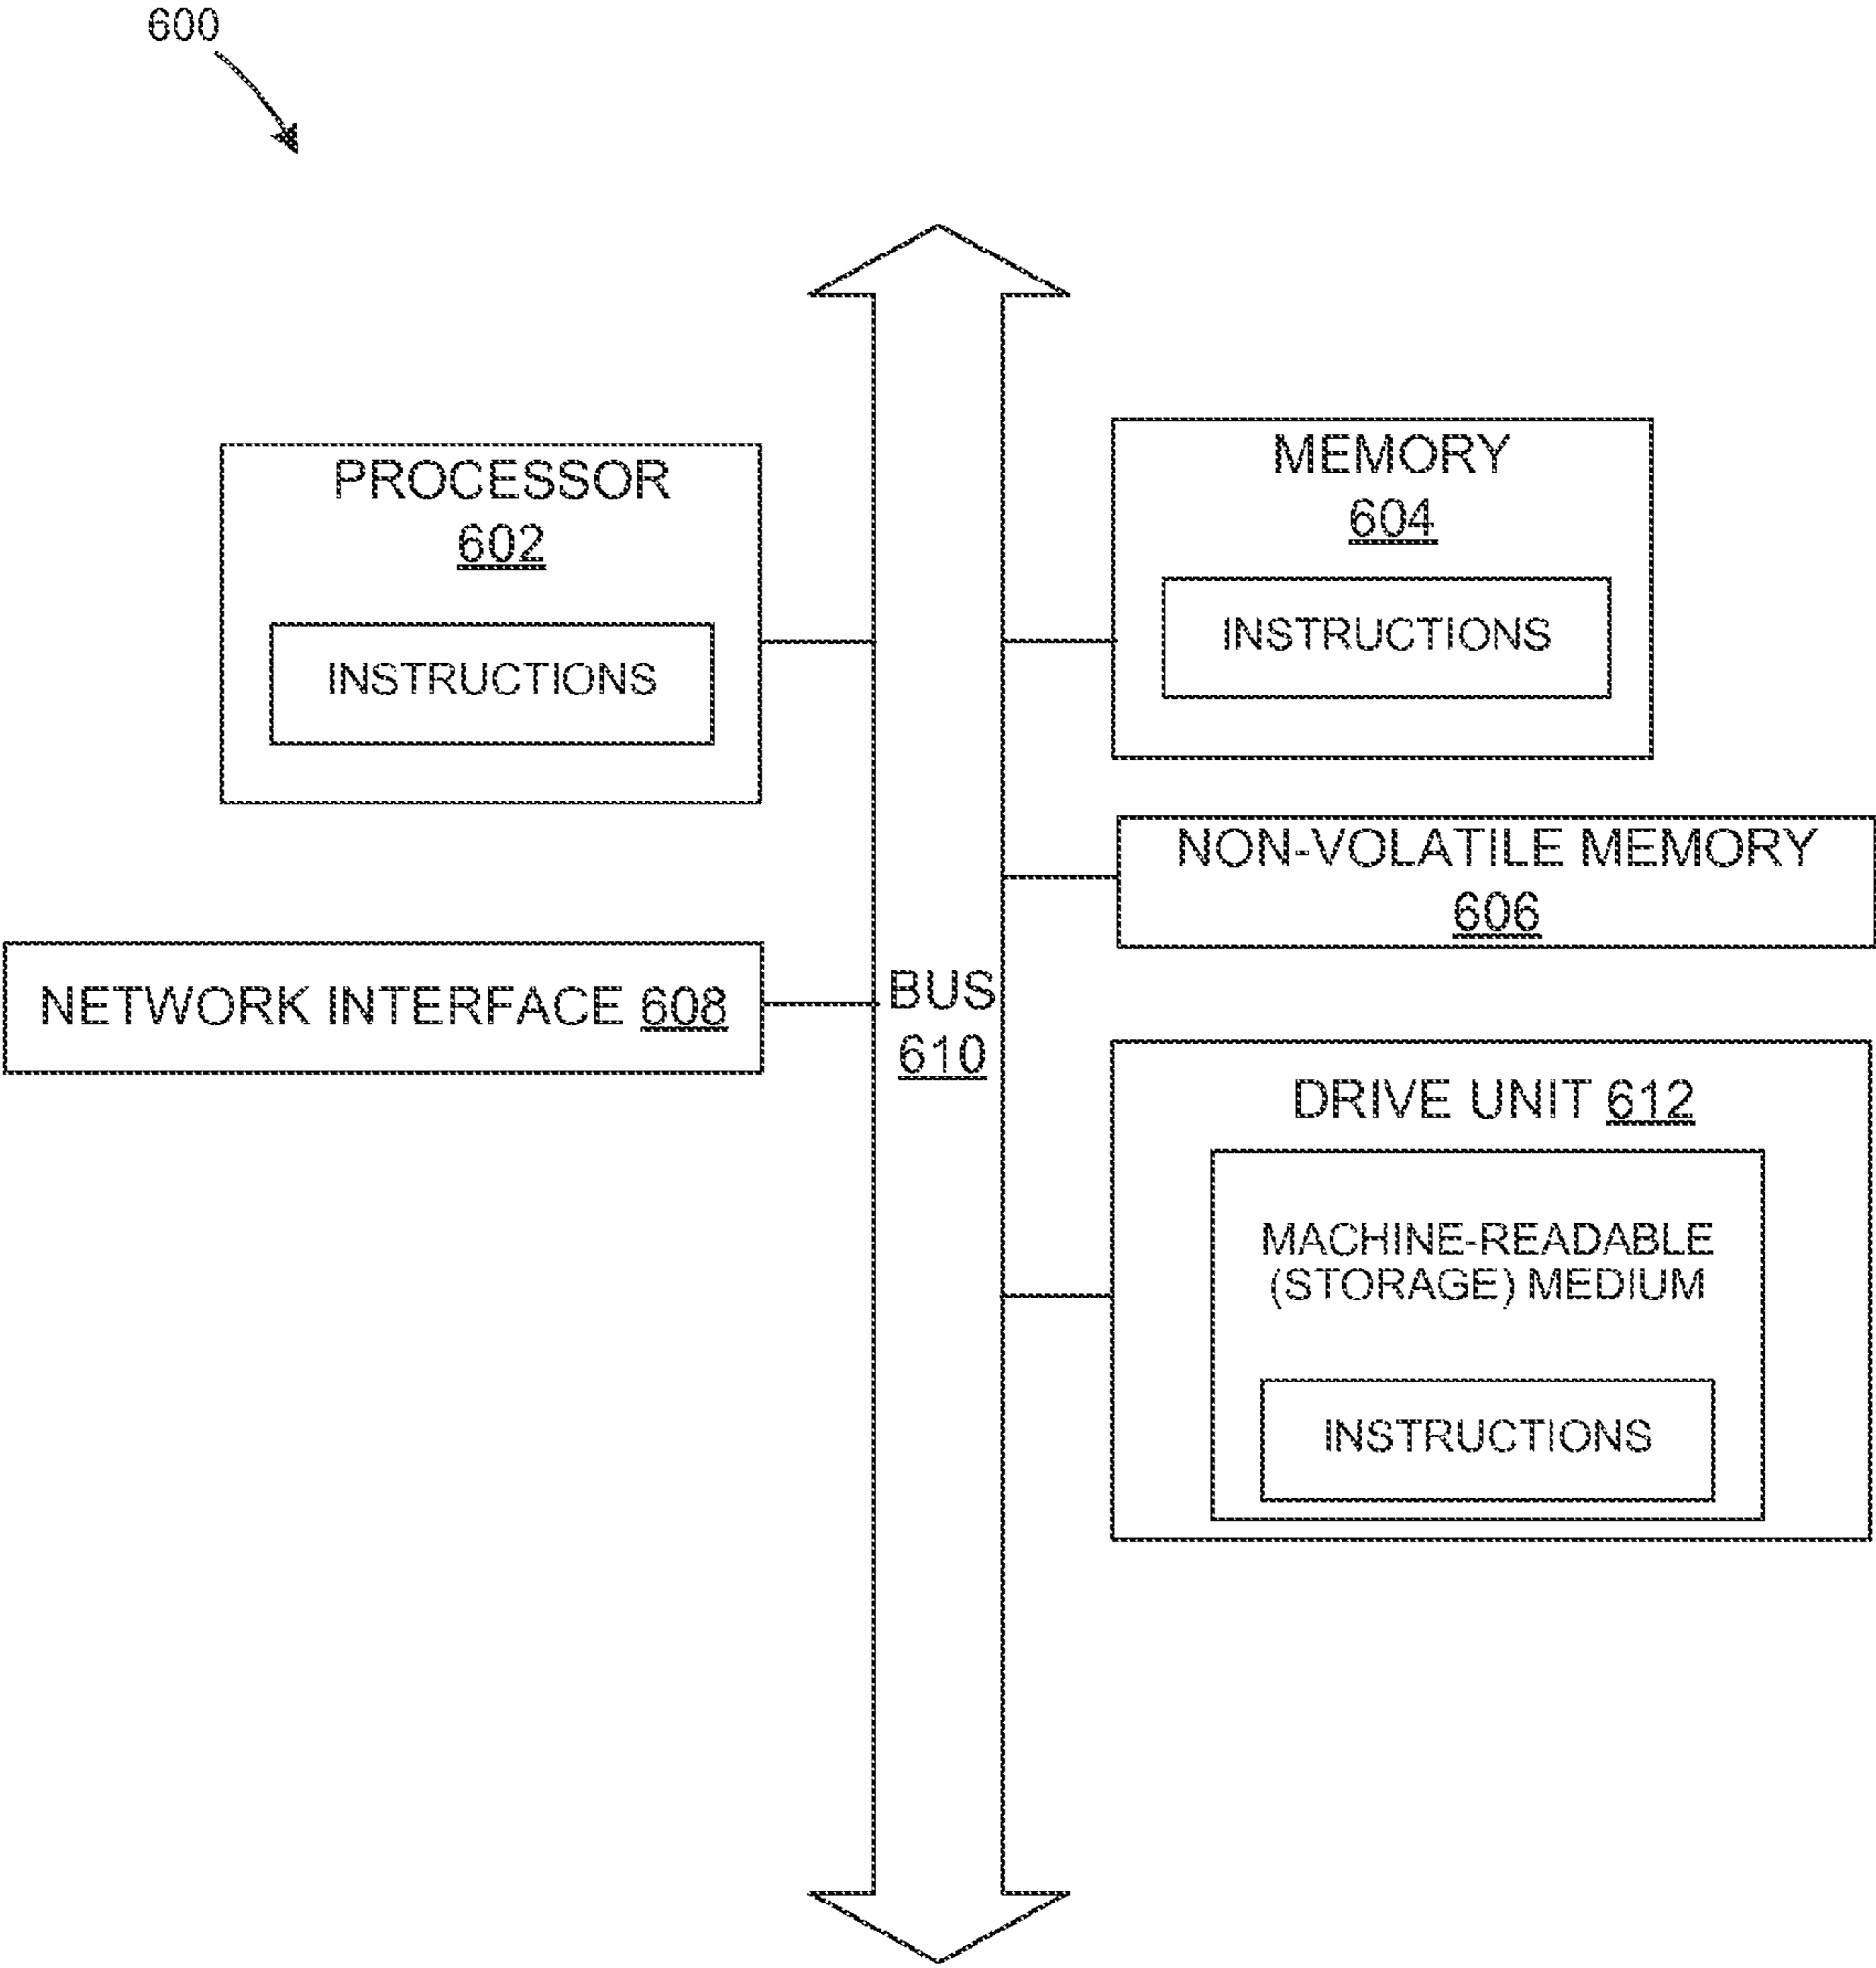 600
PROCESSOR
602
INSTRUCTIONS
MEMORY
604
INSTRUCTIONS
NON-VOLATILE MEMORY
606
NETWORK INTERFACE 608
BUS
610
DRIVE UNIT 612
MACHINE-READABLE
(STORAGE) MEDIUM
INSTRUCTIONS